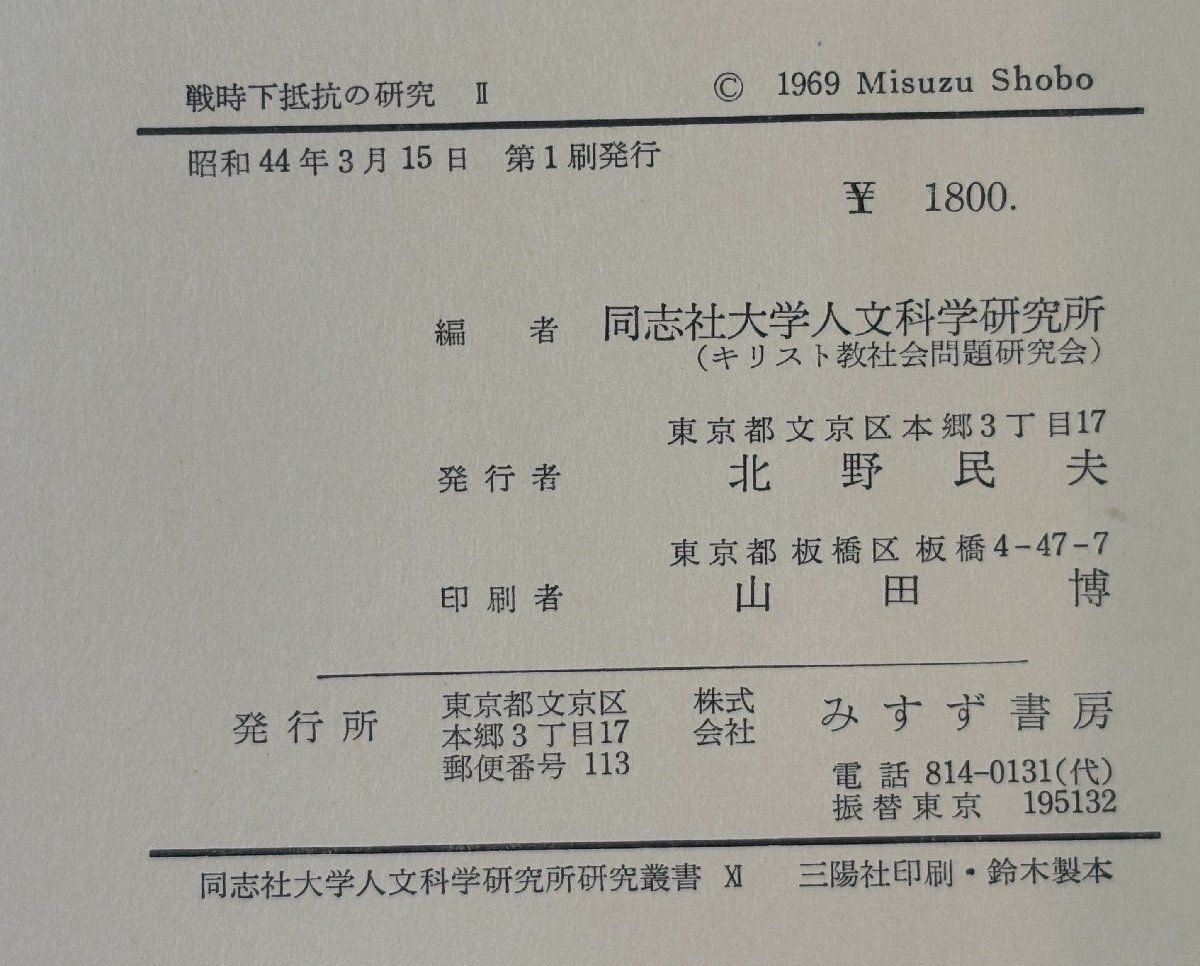 戦時下抵抗の研究 Ⅱ © 1969 Misuzu Shobo
昭和44年3月15日 第1刷発行
¥ 1800.
編者 同志社大学人文科学研究所
(キリスト教社会問題研究会)
東京都文京区本郷3丁目17
発行者 北野民夫
東京都板橋区板橋4-47-7
印刷者 山田博
発行所 東京都文京区 株式 みすず書房
本郷3丁目17 会社
郵便番号 113
電話 814-0131(代)
振替東京 195132
同志社大学人文科学研究所研究叢書 Ⅺ 三陽社印刷・鈴木製本